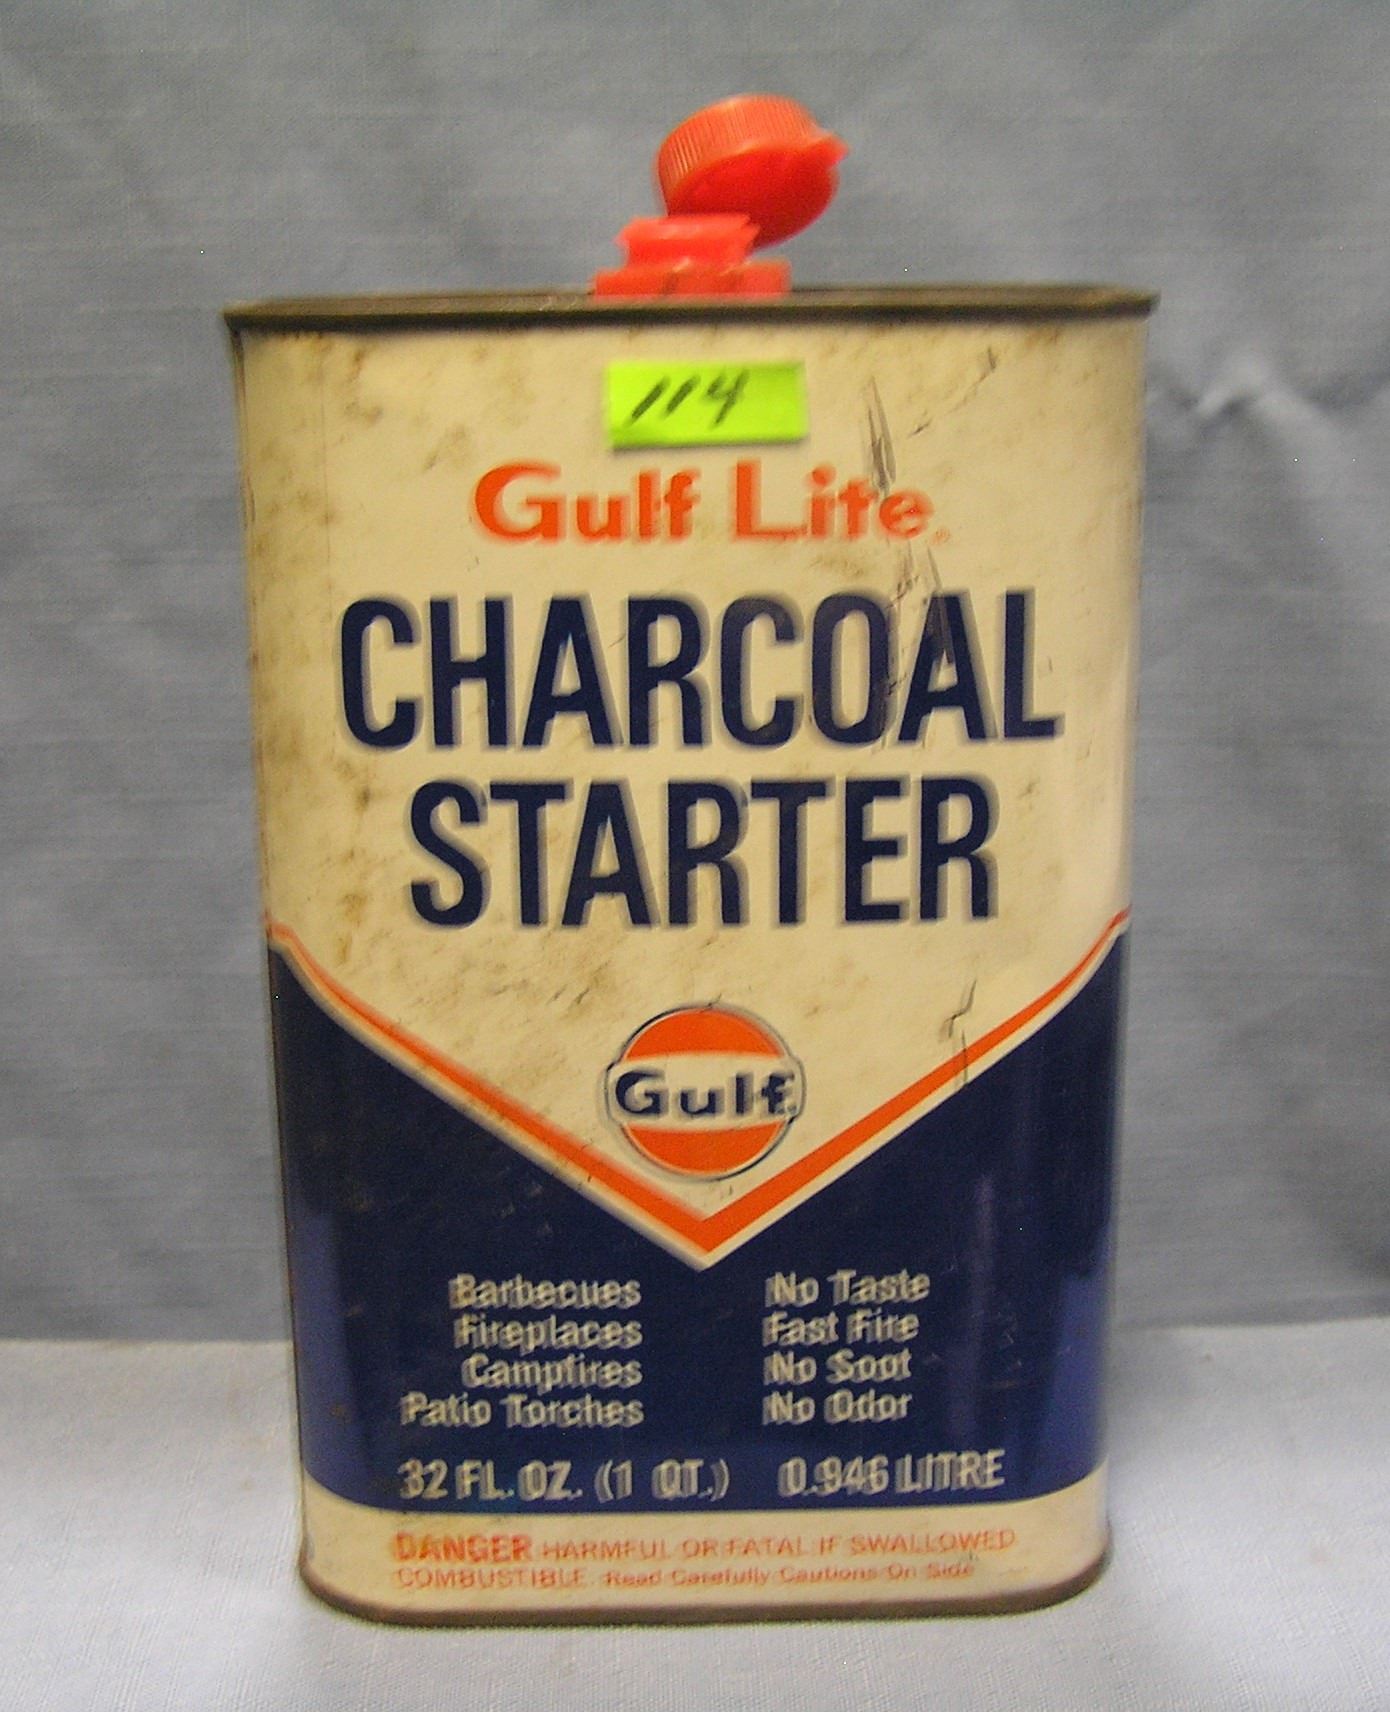 114
Gulf Lite
CHARCOAL
STARTER
Gulf
Barbecues
Fireplaces
Campfires
Patio Torches
No Taste
Fast Fire
No Soot
No Odor
32 FL. OZ. (1 QT.) 0.946 LITRE
DANGER HARMFUL OR FATAL IF SWALLOWED
COMBUSTIBLE. Read Carefully Cautions On Side